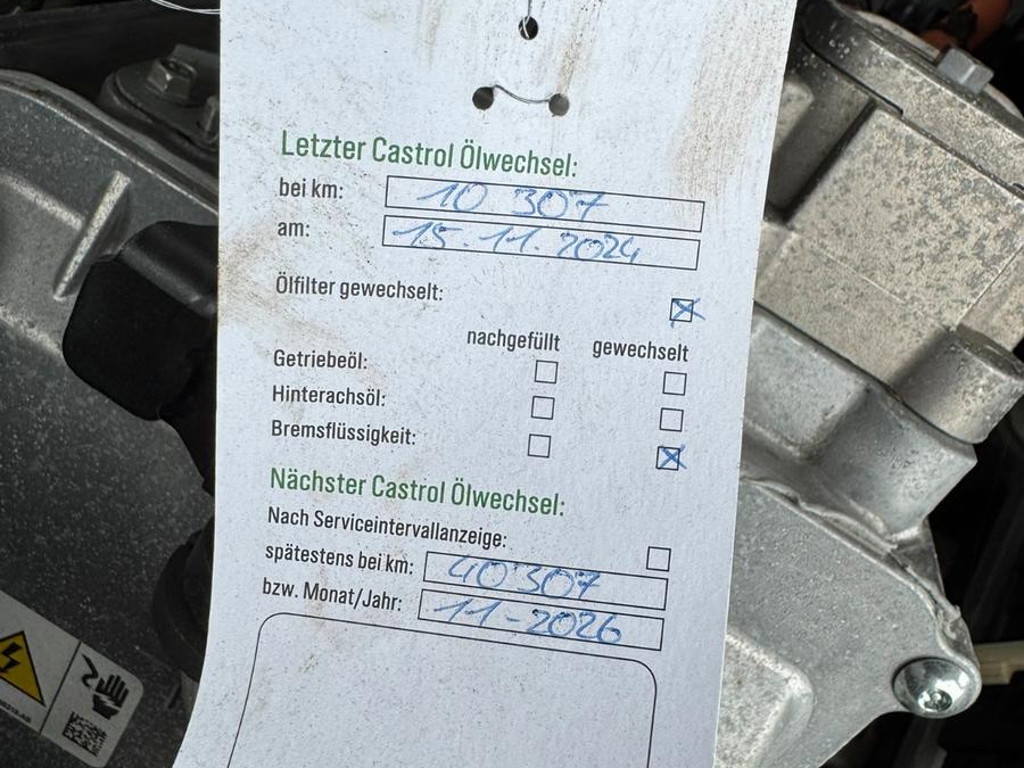 Letzter Castrol Ölwechsel:
bei km: 10 307
am: 15.11.2024
Ölfilter gewechselt:
nachgefüllt gewechselt
Getriebeöl:
Hinterachsöl:
Bremsflüssigkeit:
Nächster Castrol Ölwechsel:
Nach Serviceintervallanzeige:
spätestens bei km: 40 307
bzw. Monat/Jahr: 11-2026